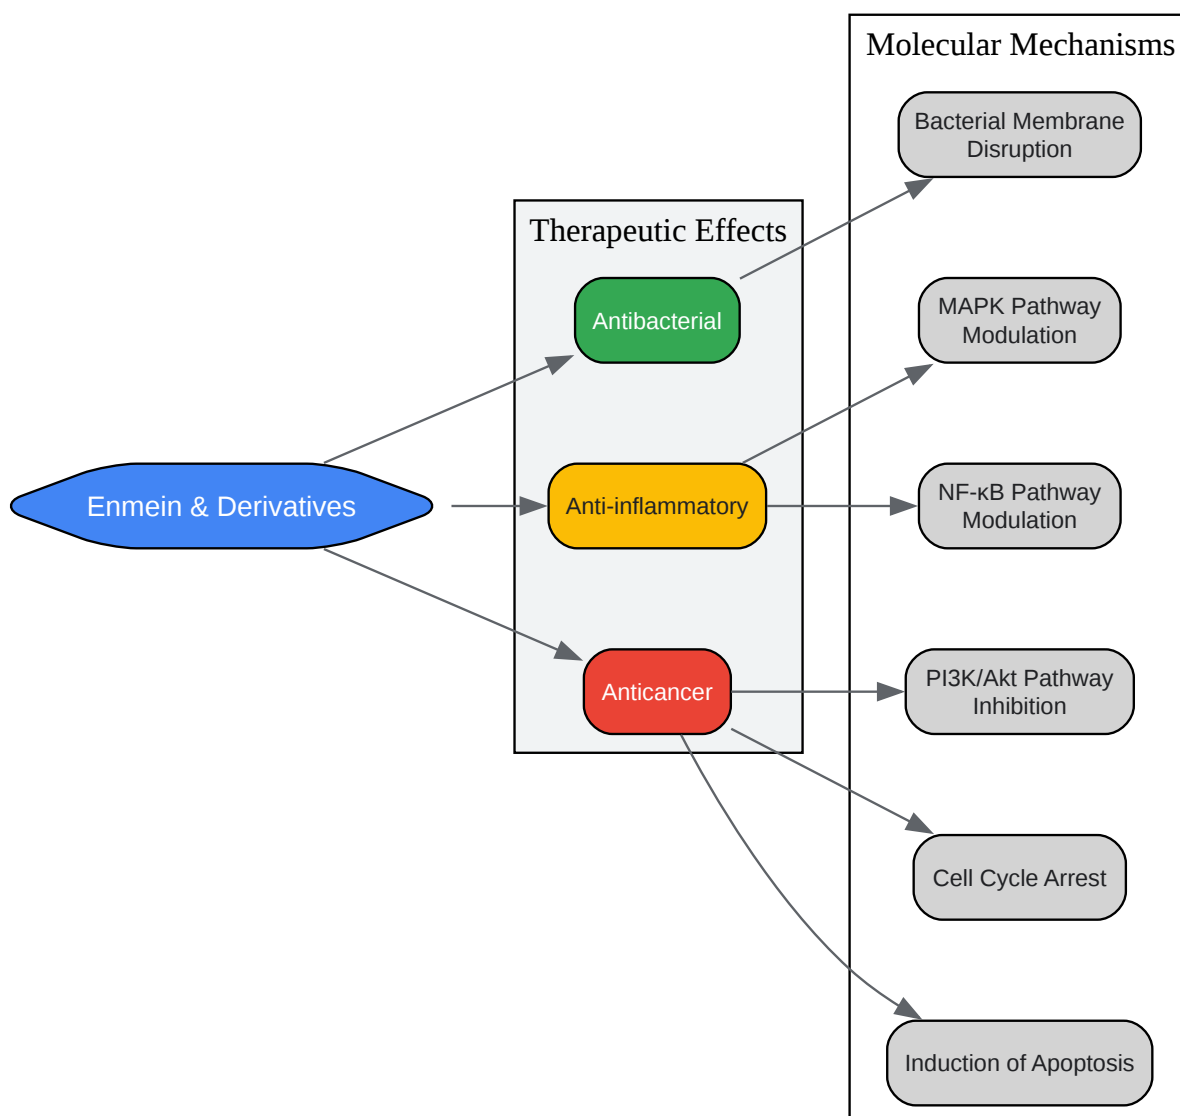 Molecular Mechanisms
Bacterial Membrane
Disruption
Therapeutic Effects
Antibacterial
MAPK Pathway
Modulation
Enmein & Derivatives
Anti-inflammatory
NF-κB Pathway
Modulation
Anticancer
PI3K/Akt Pathway
Inhibition
Cell Cycle Arrest
Induction of Apoptosis